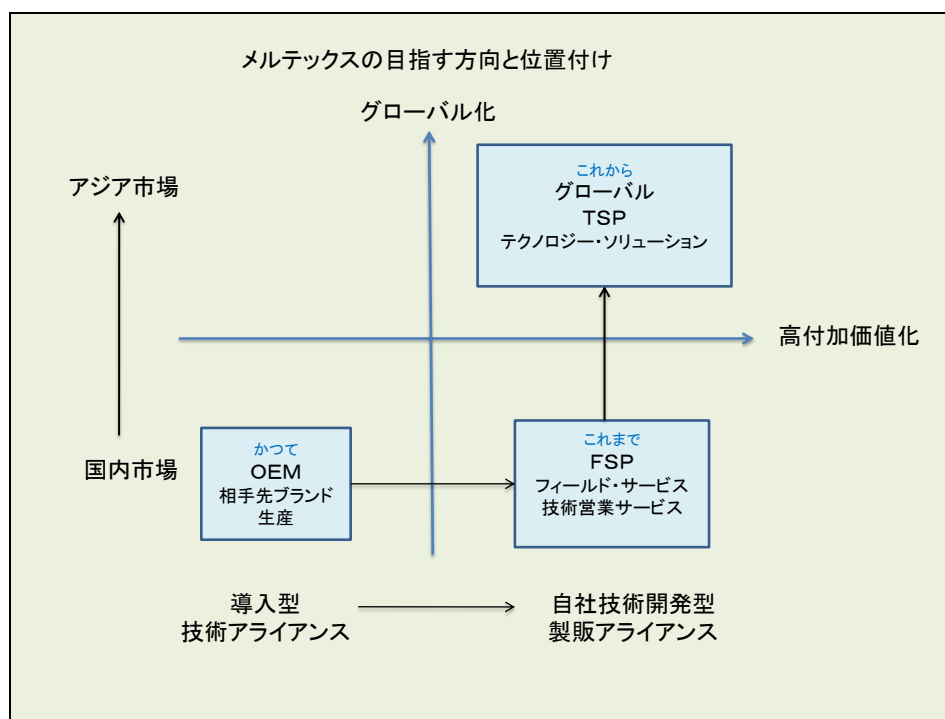 メルテックスの目指す方向と位置付け
グローバル化
アジア市場
これから
グローバル
TSP
テクノロジー・ソリューション
高付加価値化
国内市場
かつて
OEM
相手先ブランド
生産
これまで
FSP
フィールド・サービス
技術営業サービス
導入型
技術アライアンス
自社技術開発型
製販アライアンス